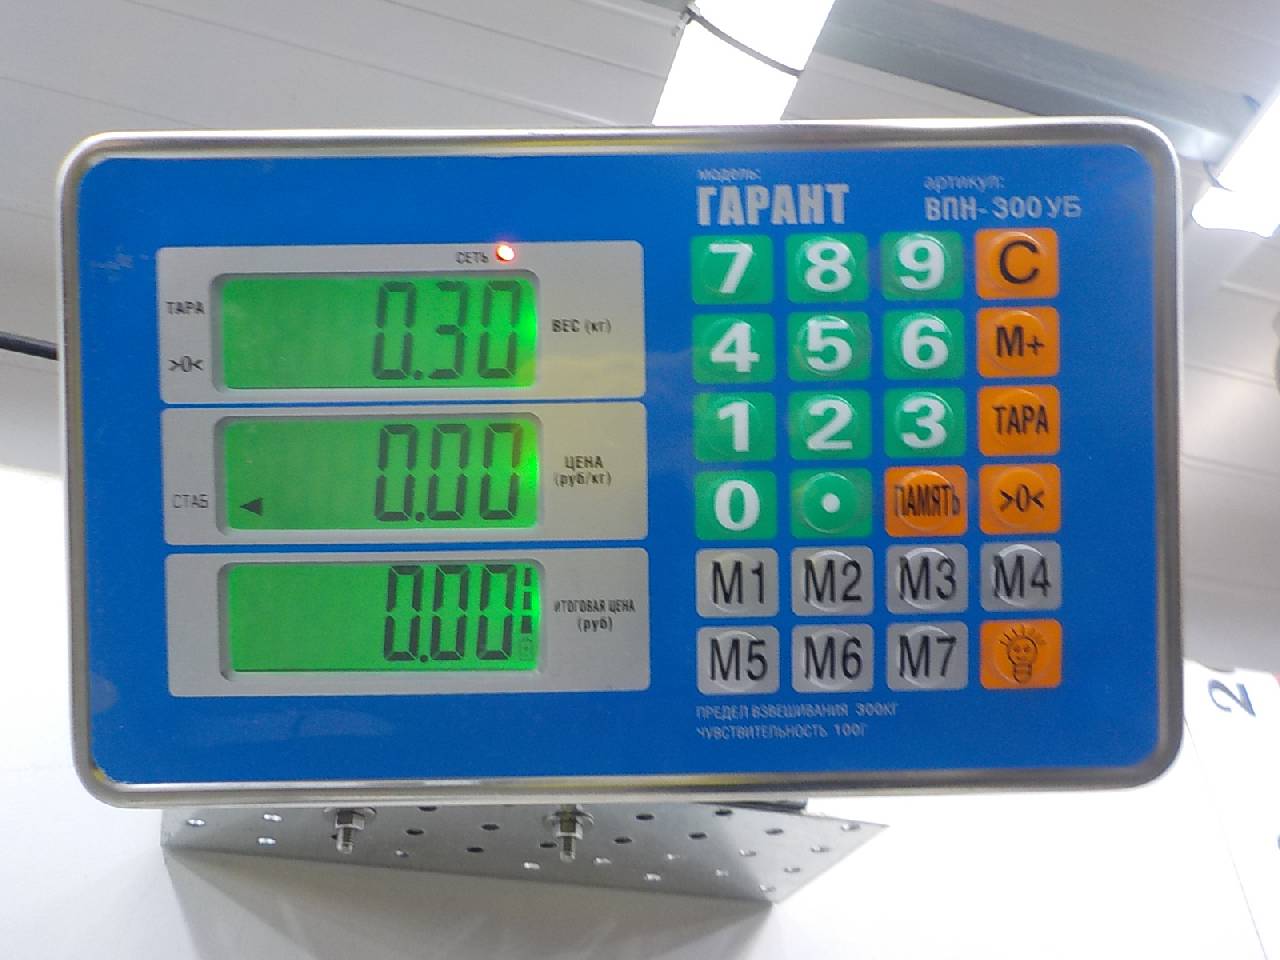 модель:
ГАРАНТ
артикул:
ВПН-300УБ
СЕТЬ
ТАРА
>0<
0.30
ВЕС (кг)
СТАБ
0.00
ЦЕНА
(руб/кг)
0.00
ИТОГОВАЯ ЦЕНА
(руб)
7 8 9 C
4 5 6 M+
1 2 3 ТАРА
0 . ПАМЯТЬ >0<
M1 M2 M3 M4
M5 M6 M7
ПРЕДЕЛ ВЗВЕШИВАНИЯ 300КГ
ЧУВСТВИТЕЛЬНОСТЬ 100Г
2